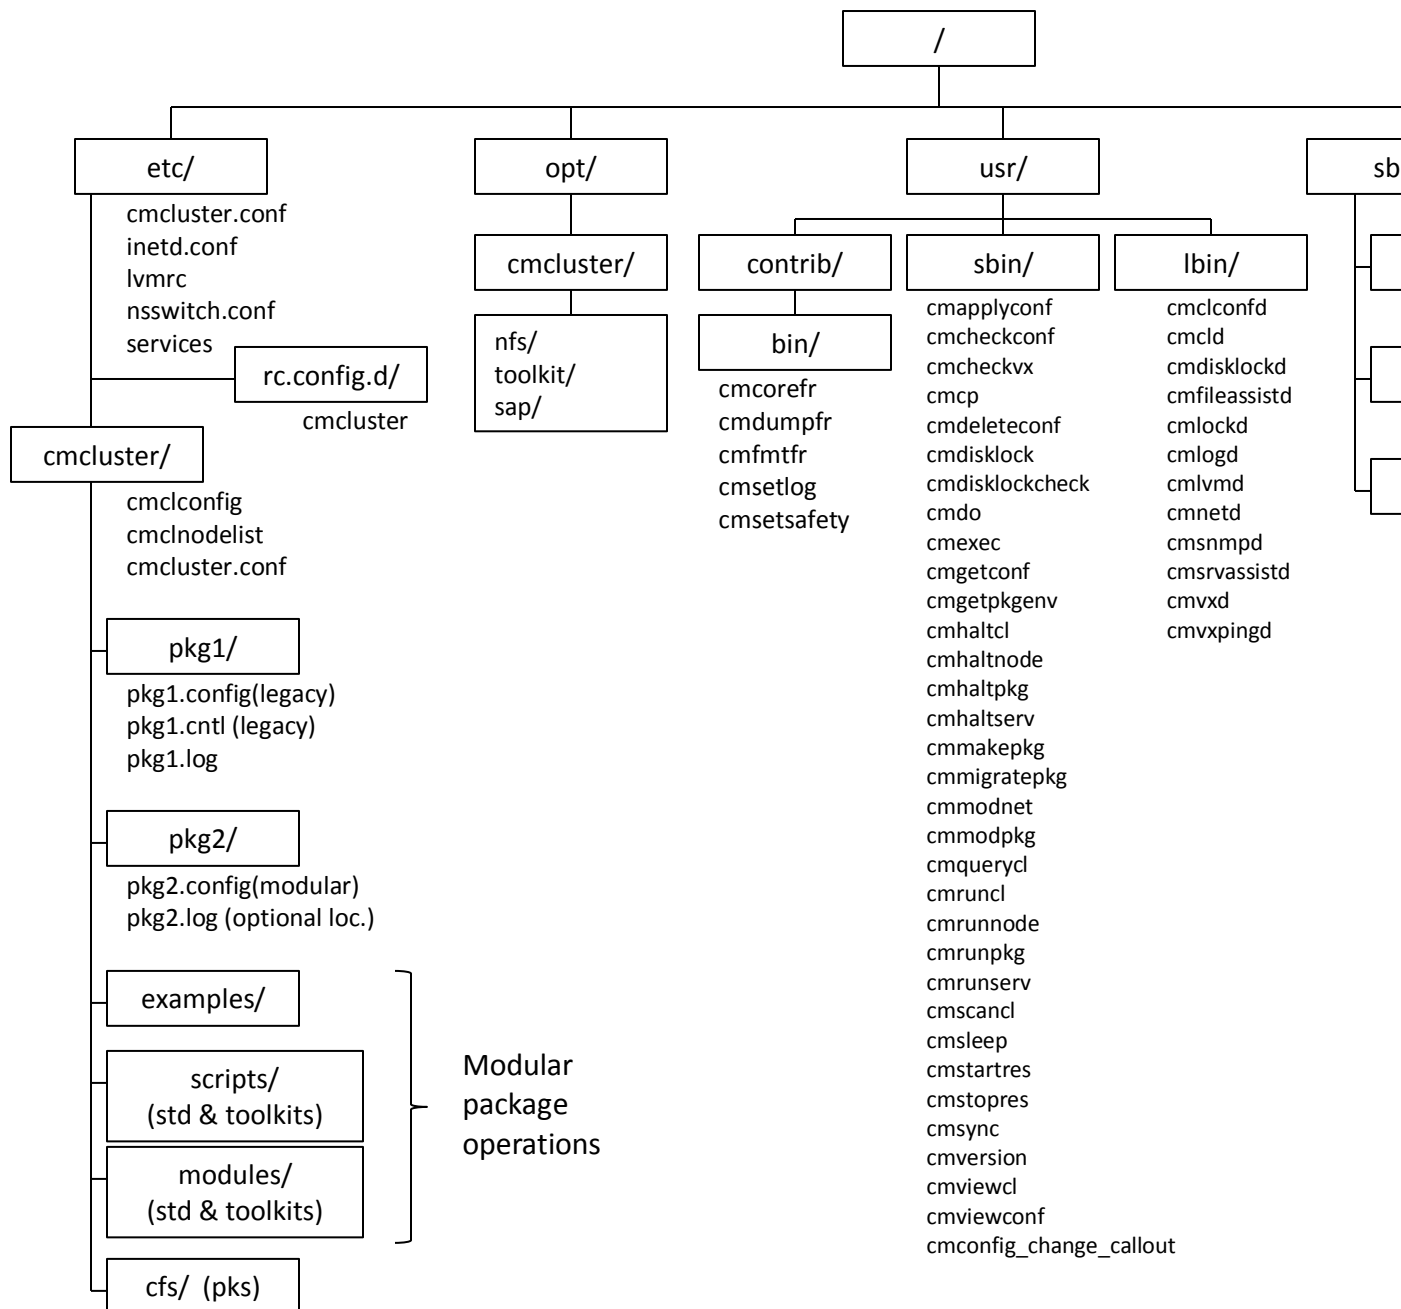 /
etc/
opt/
usr/
sb
cmcluster.conf
inetd.conf
lvmrc
nsswitch.conf
services
rc.config.d/
cmcluster
cmcluster/
cmclconfig
cmclnodelist
cmcluster.conf
pkg1/
pkg1.config(legacy)
pkg1.cntl (legacy)
pkg1.log
pkg2/
pkg2.config(modular)
pkg2.log (optional loc.)
examples/
scripts/
(std & toolkits)
modules/
(std & toolkits)
cfs/ (pks)
Modular
package
operations
cmcluster/
nfs/
toolkit/
sap/
contrib/
bin/
cmcorefr
cmdumpfr
cmfmtfr
cmsetlog
cmsetsafety
sbin/
cmapplyconf
cmcheckconf
cmcheckvx
cmcp
cmdeleteconf
cmdisklock
cmdisklockcheck
cmdo
cmexec
cmgetconf
cmgetpkgenv
cmhaltcl
cmhaltnode
cmhaltpkg
cmhaltserv
cmmakepkg
cmmigratepkg
cmmodnet
cmmodpkg
cmquerycl
cmruncl
cmrunnode
cmrunpkg
cmrunserv
cmscancl
cmsleep
cmstartres
cmstopres
cmsync
cmversion
cmviewcl
cmviewconf
cmconfig_change_callout
lbin/
cmclconfd
cmcld
cmdisklockd
cmfileassistd
cmlockd
cmlogd
cmlvmd
cmnetd
cmsnmpd
cmsrvassistd
cmvxd
cmvxpingd